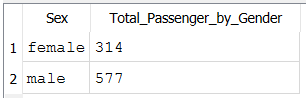 Sex Total_Passenger_by_Gender
1 female 314
2 male 577